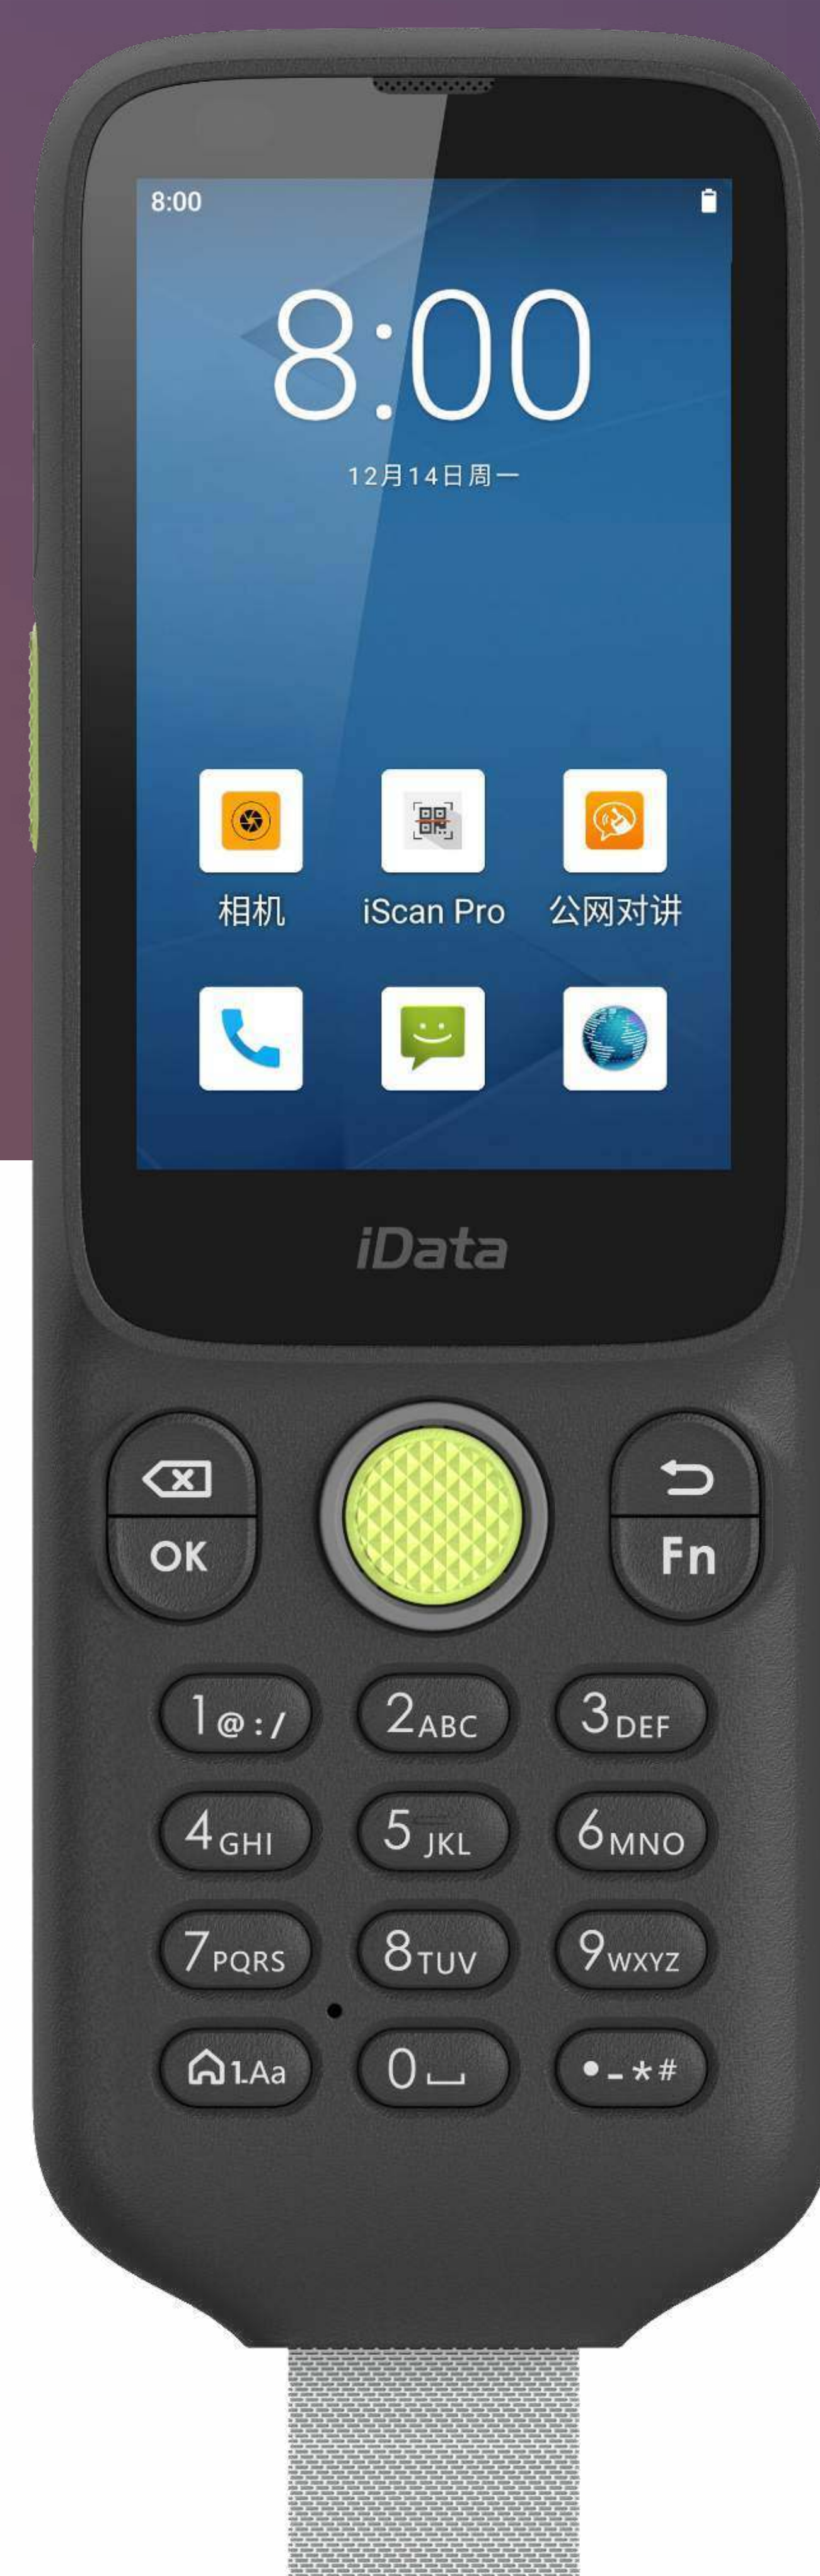 8:00
8:00
12月14日周一
相机 iScan Pro 公网对讲
iData
OK Fn
1@:/ 2ABC 3DEF
4GHI 5JKL 6MNO
7PQRS 8TUV 9WXYZ
1.Aa 0 •-*#